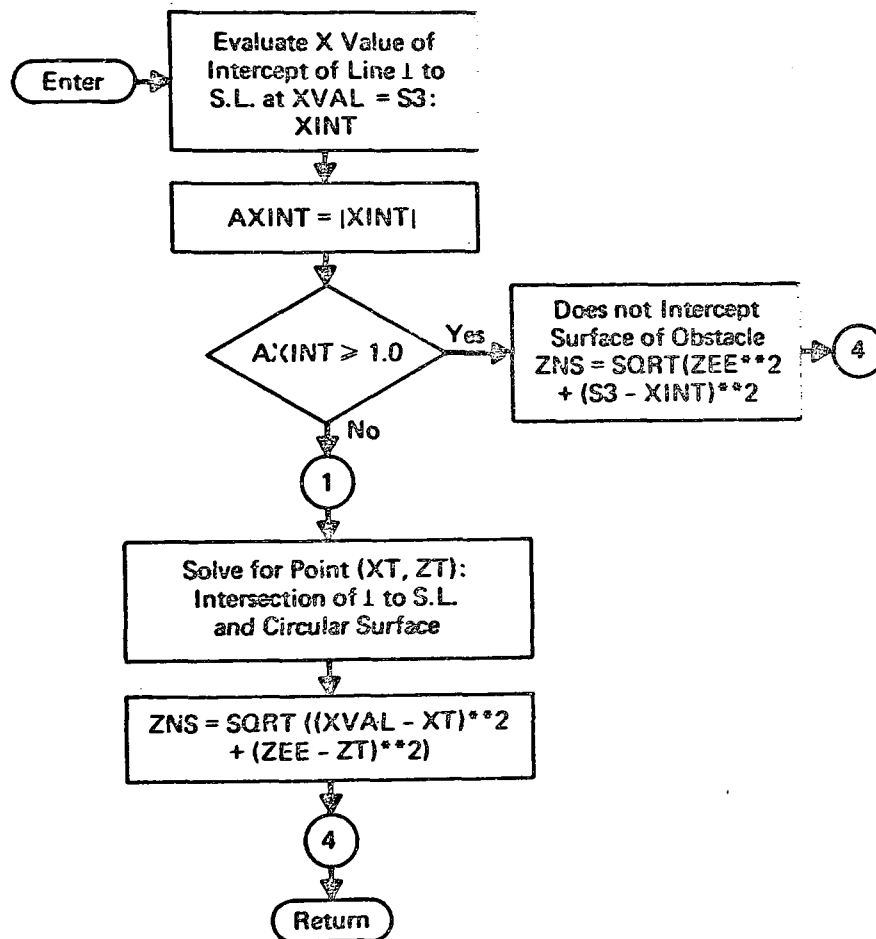 Enter
Evaluate X Value of
Intercept of Line ⊥ to
S.L. at XVAL = S3:
XINT
AXINT = |XINT|
AXINT ⩾ 1.0
Yes
Does not Intercept
Surface of Obstacle
ZNS = SQRT(ZEE**2
+ (S3 - XINT)**2
4
No
1
Solve for Point (XT, ZT):
Intersection of ⊥ to S.L.
and Circular Surface
ZNS = SQRT ((XVAL - XT)**2
+ (ZEE - ZT)**2)
4
Return